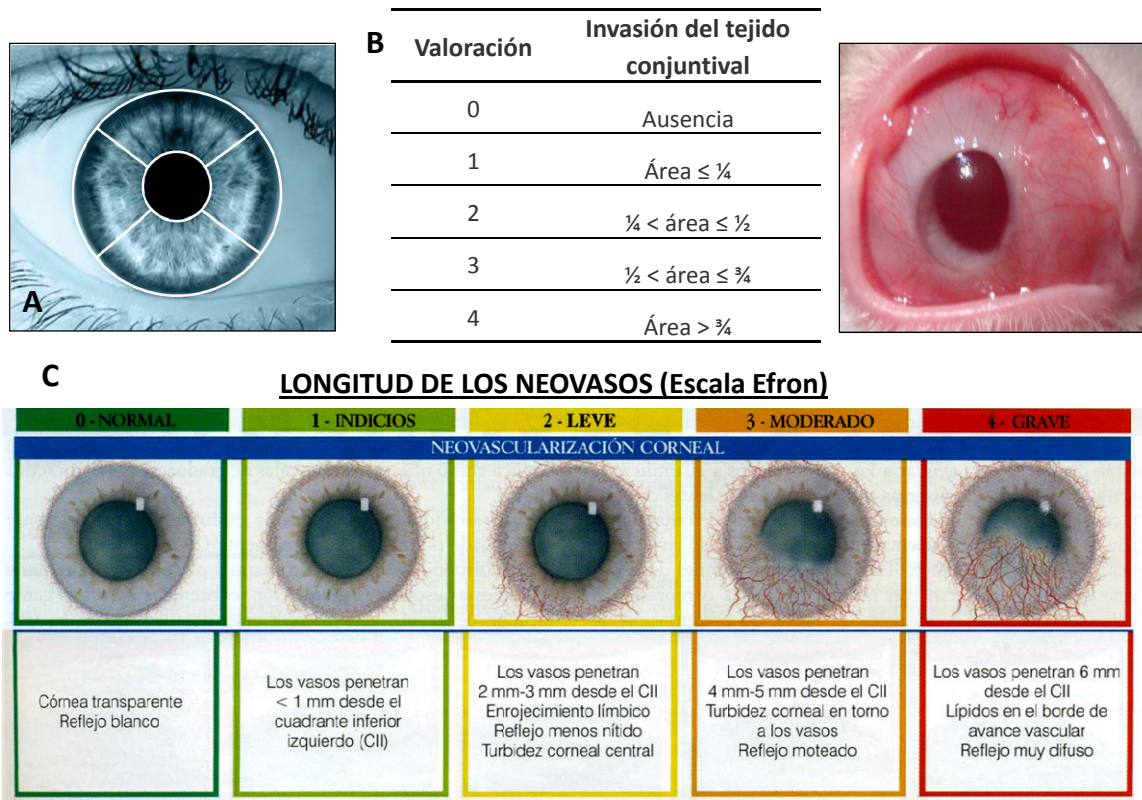 A
B
Valoración
Invasión del tejido
conjuntival
0
Ausencia
1
Área ≤ ¼
2
¼ < área ≤ ½
3
½ < área ≤ ¾
4
Área > ¾
C
LONGITUD DE LOS NEOVASOS (Escala Efron)
0 - NORMAL
1 - INDICIOS
2 - LEVE
3 - MODERADO
4 - GRAVE
NEOVASCULARIZACIÓN CORNEAL
Córnea transparente
Reflejo blanco
Los vasos penetran
< 1 mm desde el
cuadrante inferior
izquierdo (CII)
Los vasos penetran
2 mm-3 mm desde el CII
Enrojecimiento límbico
Reflejo menos nítido
Turbidez corneal central
Los vasos penetran
4 mm-5 mm desde el CII
Turbidez corneal en torno
a los vasos
Reflejo moteado
Los vasos penetran 6 mm
desde el CII
Lípidos en el borde de
avance vascular
Reflejo muy difuso